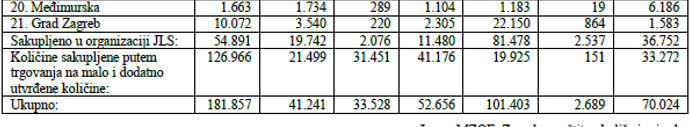 20. Međimurska 1.663 1.734 289 1.104 1.183 19 6.186
21. Grad Zagreb 10.072 3.540 220 2.305 22.150 864 1.583
Sakupljeno u organizaciji JLS: 54.891 19.742 2.076 11.480 81.478 2.537 36.752
Količine sakupljene putem 126.966 21.499 31.451 41.176 19.925 151 33.272
trgovanja na malo i dodatno
utvrđene količine:
Ukupno: 181.857 41.241 33.528 52.656 101.403 2.689 70.024